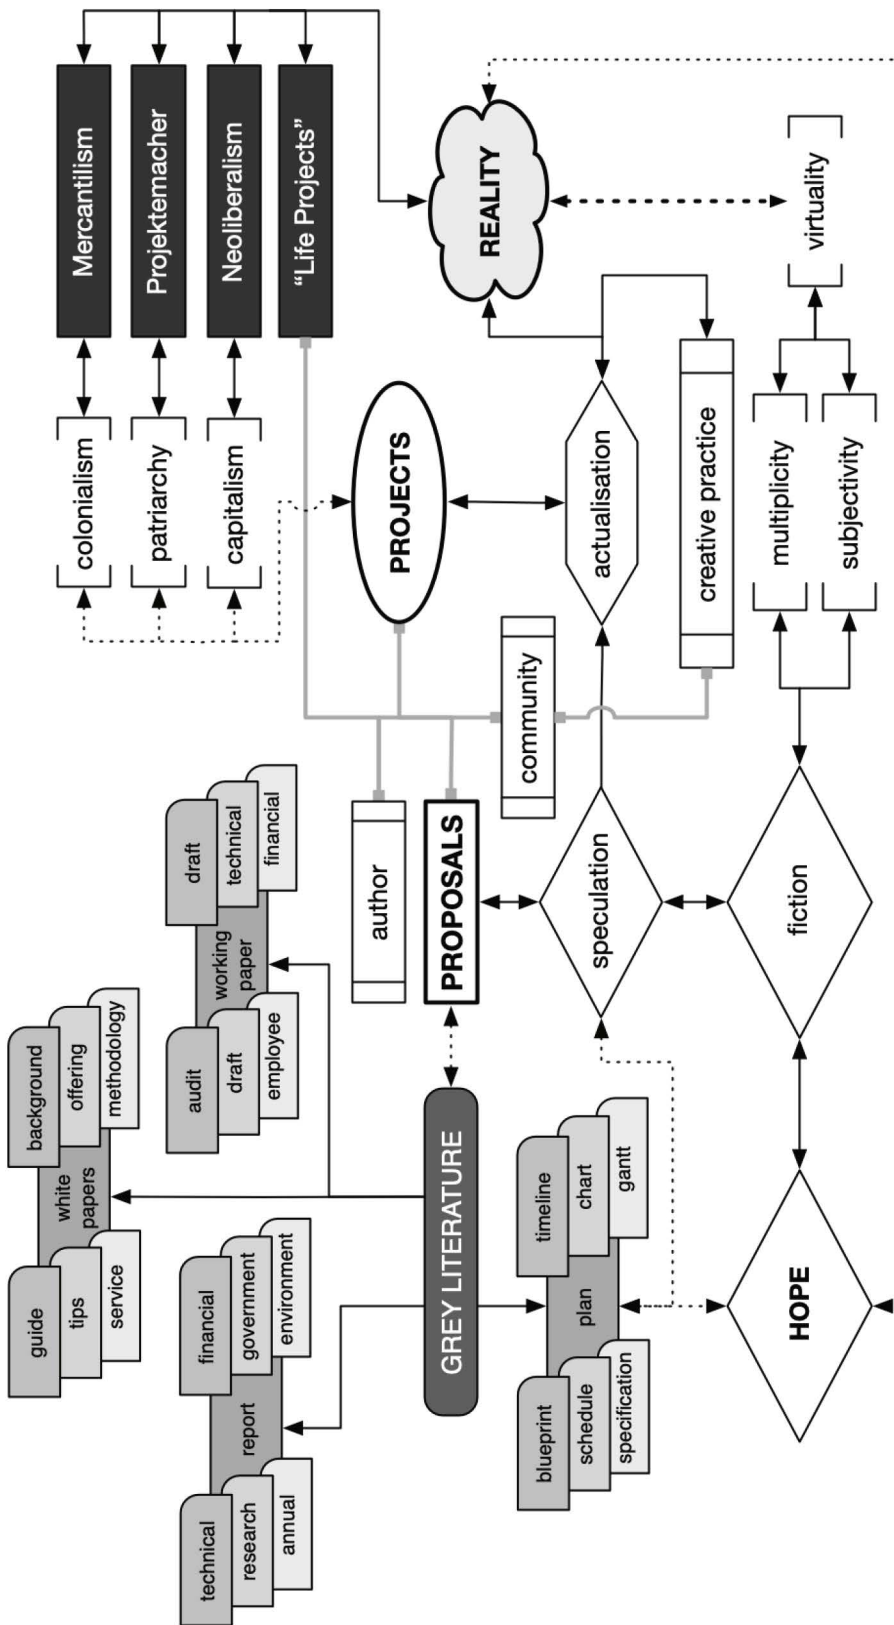 guide
tips
service
white
papers
background
offering
methodology
technical
research
annual
report
financial
government
environment
audit
draft
employee
working
paper
draft
technical
financial
GREY LITERATURE
blueprint
schedule
specification
plan
timeline
chart
gantt
HOPE
author
PROPOSALS
speculation
fiction
community
PROJECTS
actualisation
creative practice
multiplicity
subjectivity
virtuality
REALITY
colonialism
patriarchy
capitalism
Mercantilism
Projektemacher
Neoliberalism
“Life Projects”